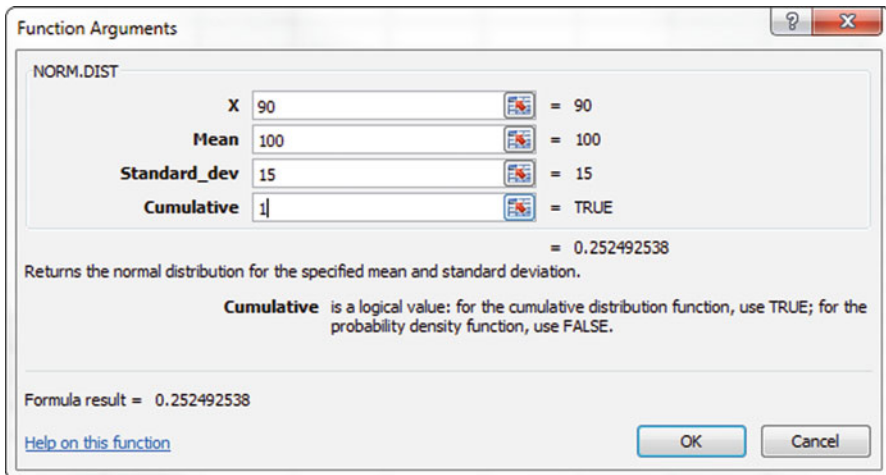 Function Arguments
NORM.DIST
X 90 = 90
Mean 100 = 100
Standard_dev 15 = 15
Cumulative 1 = TRUE
= 0.252492538
Returns the normal distribution for the specified mean and standard deviation.
Cumulative is a logical value: for the cumulative distribution function, use TRUE; for the
probability density function, use FALSE.
Formula result = 0.252492538
Help on this function
OK Cancel